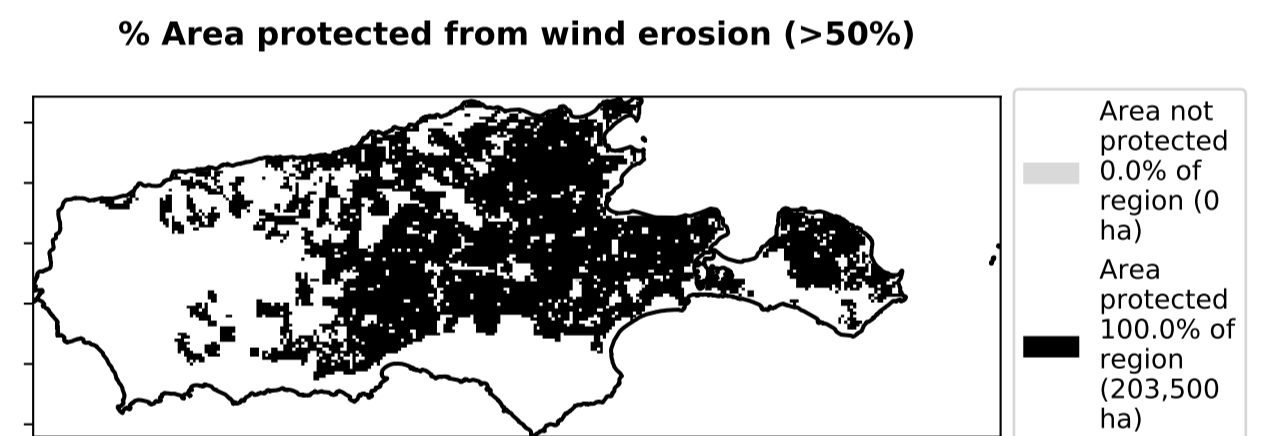 % Area protected from wind erosion (>50%)
Area not
protected
0.0% of
region (0
ha)
Area
protected
100.0% of
region
(203,500
ha)